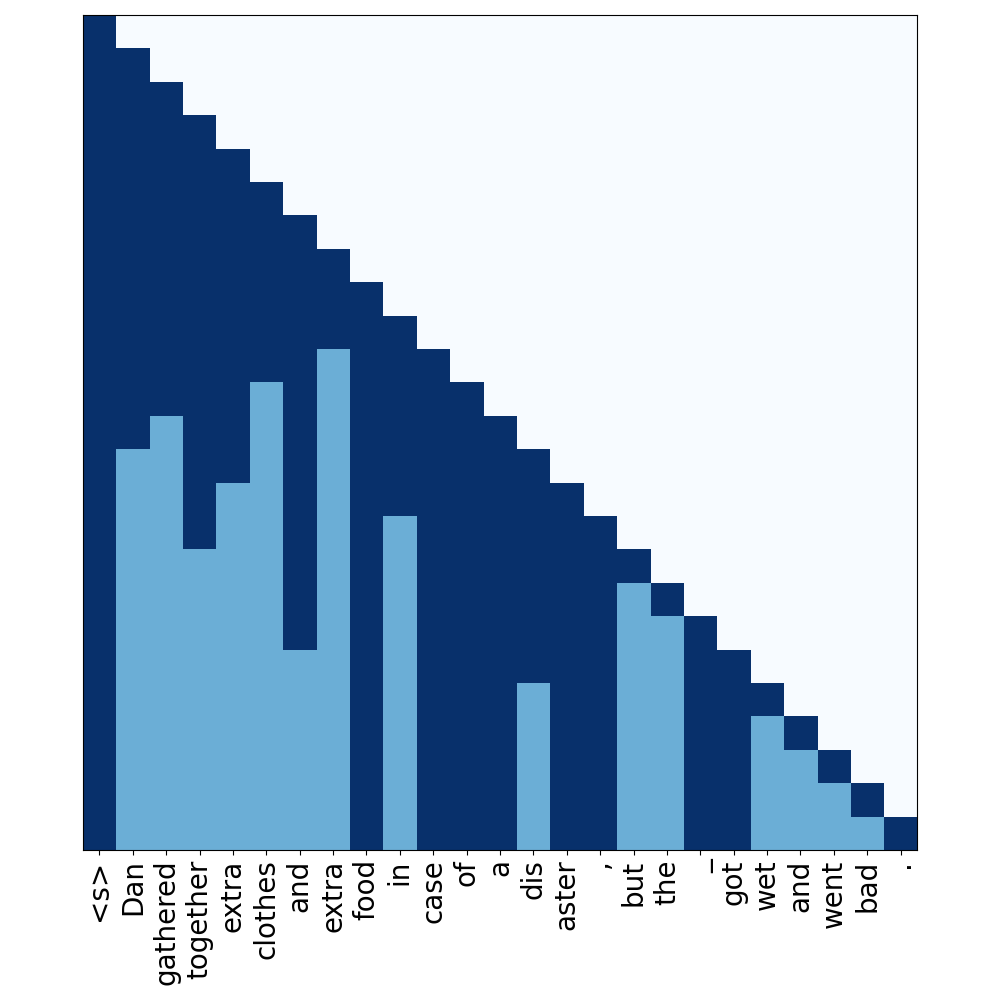 <s>
Dan
gathered
together
extra
clothes
and
extra
food
in
case
of
a
dis
aster
,
but
the
_
got
wet
and
went
bad
.